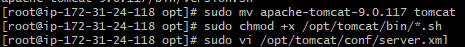 [root@ip-172-31-24-118 opt]# sudo mv apache-tomcat-9.0.117 tomcat
[root@ip-172-31-24-118 opt]# sudo chmod +x /opt/tomcat/bin/*.sh
[root@ip-172-31-24-118 opt]# sudo vi /opt/tomcat/conf/server.xml